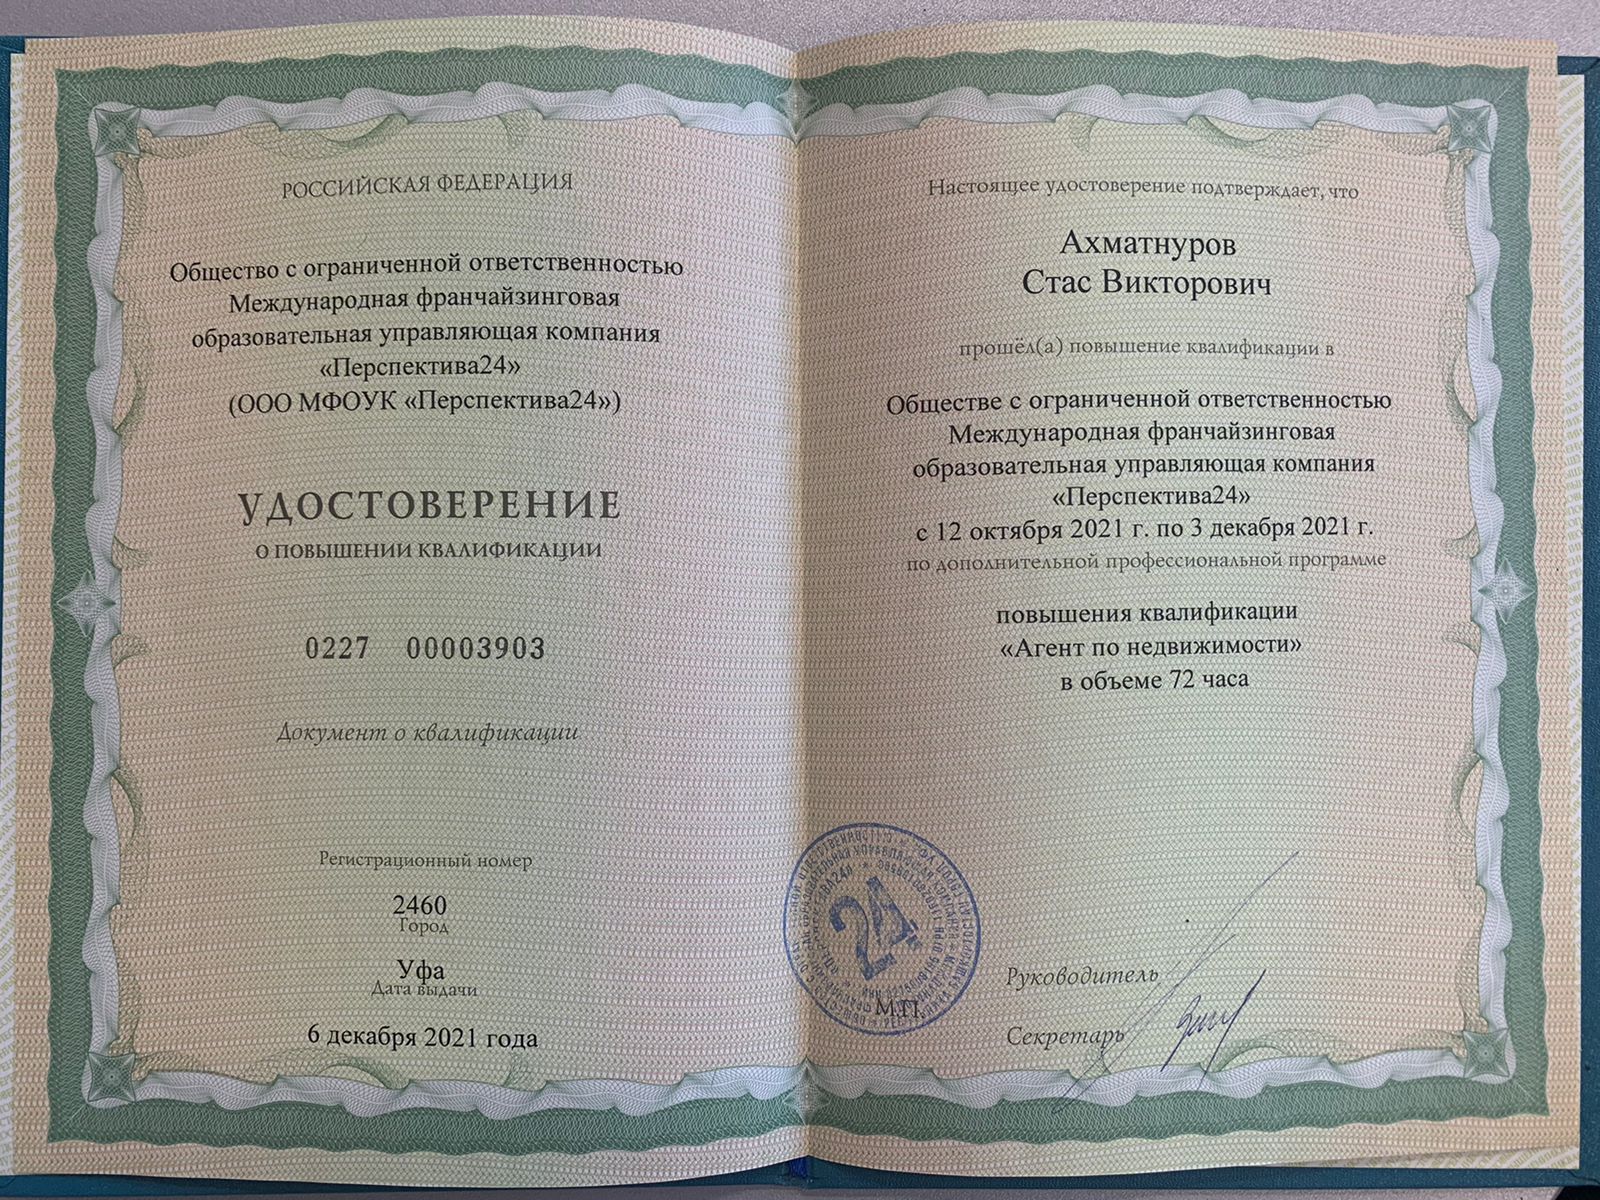 РОССИЙСКАЯ ФЕДЕРАЦИЯ
Общество с ограниченной ответственностью
Международная франчайзинговая
образовательная управляющая компания
«Перспектива24»
(ООО МФОУК «Перспектива24»)
УДОСТОВЕРЕНИЕ
О ПОВЫШЕНИИ КВАЛИФИКАЦИИ
0227 00003903
Документ о квалификации
Регистрационный номер
2460
Город
Уфа
Дата выдачи
6 декабря 2021 года
Настоящее удостоверение подтверждает, что
Ахматнуров
Стас Викторович
прошёл(а) повышение квалификации в
Обществе с ограниченной ответственностью
Международная франчайзинговая
образовательная управляющая компания
«Перспектива24»
с 12 октября 2021 г. по 3 декабря 2021 г.
по дополнительной профессиональной программе
повышения квалификации
«Агент по недвижимости»
в объеме 72 часа
24
М.П.
Руководитель
Секретарь